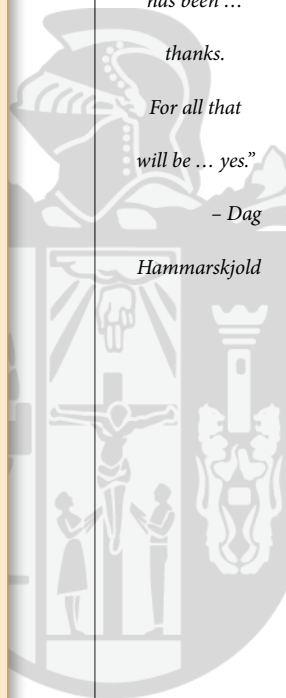 has been …
thanks.
For all that
will be … yes.”
– Dag
Hammarskjold